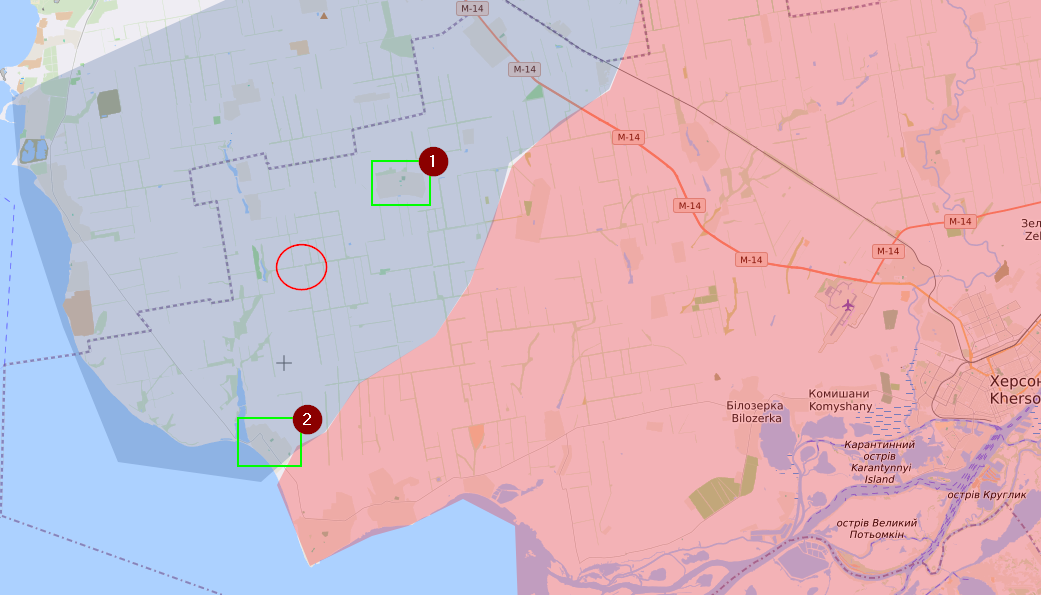 M-14
M-14
M-14
1
M-14
M-14
M-14
M-14
Зел
Zel
Херсон
Kherso
Комишани
Komyshany
Білозерка
Bilozerka
2
Карантинний
острів
Karantynnyi
Island
острів Круглик
острів Великий
Потьомкін